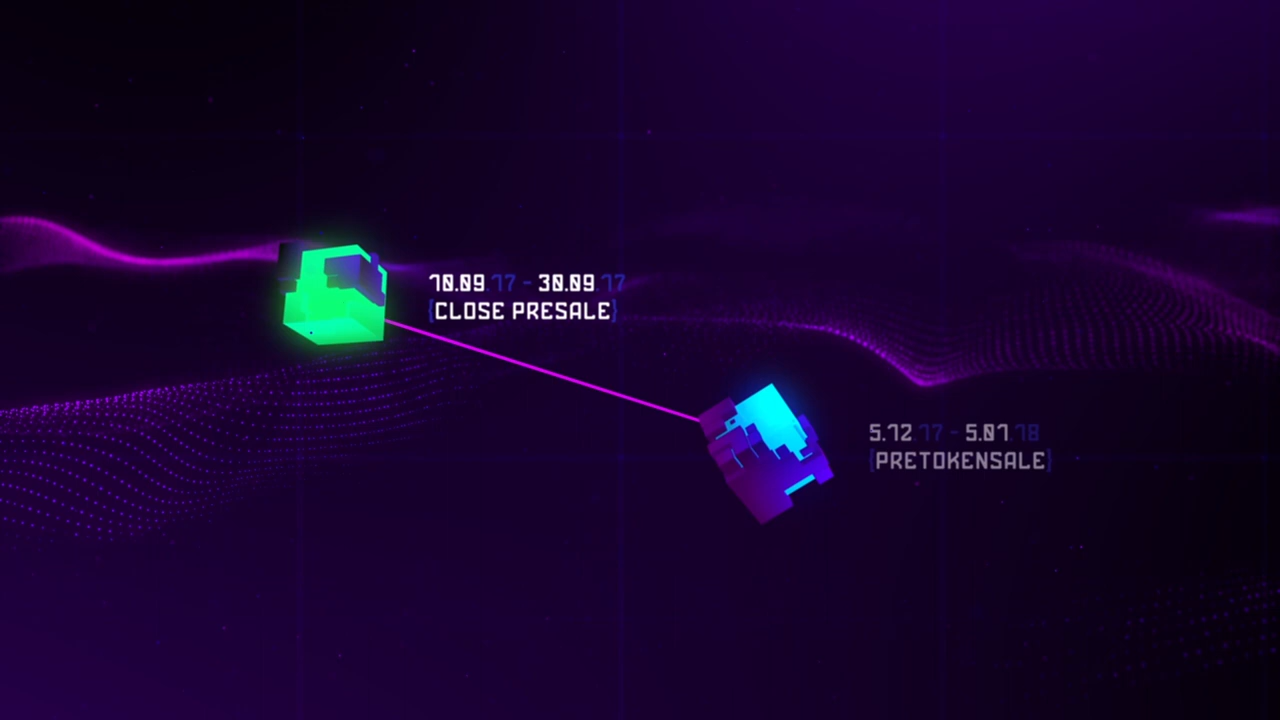 10.09.17 - 30.09.17
{CLOSE PRESALE}
5.12.17 - 5.01.18
{PRETOKENSALE}